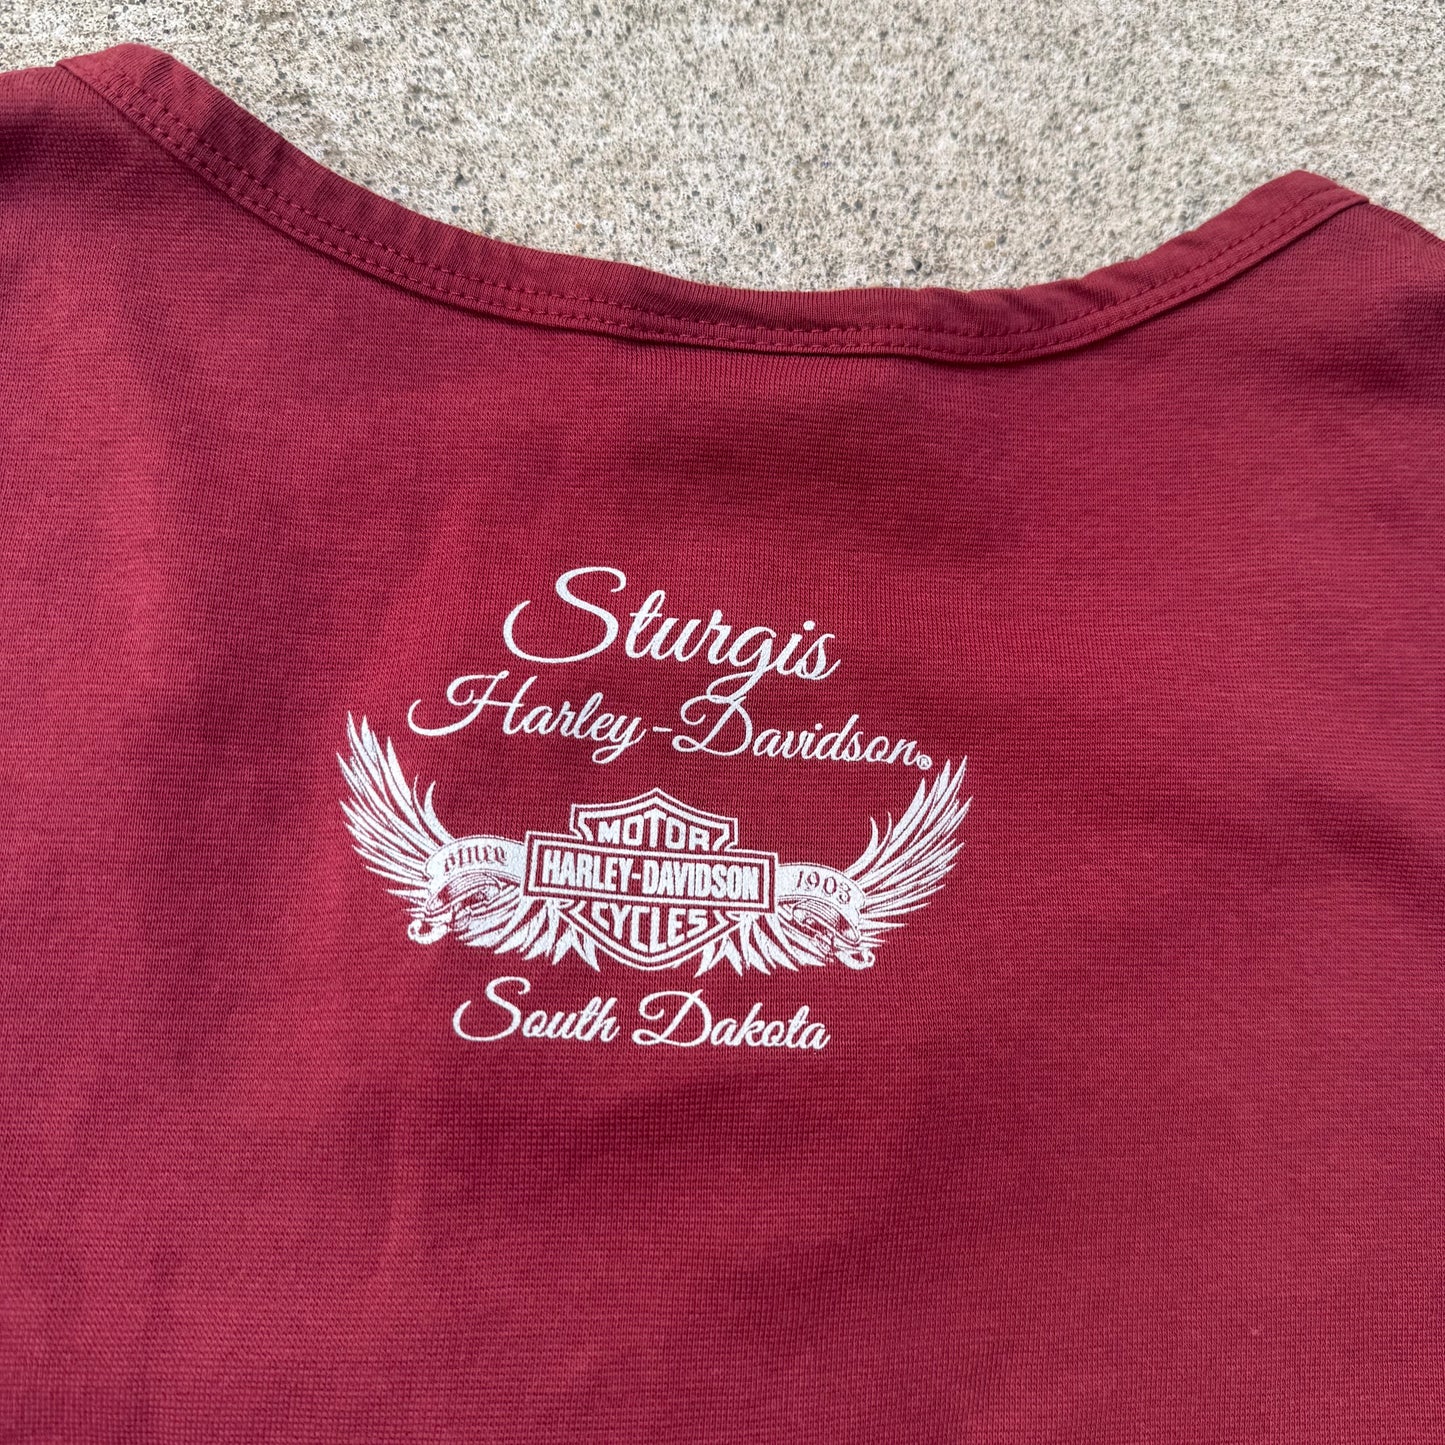 Sturgis
Harley-Davidson®
MOTOR
SINCE HARLEY-DAVIDSON 1903
CYCLES
South Dakota